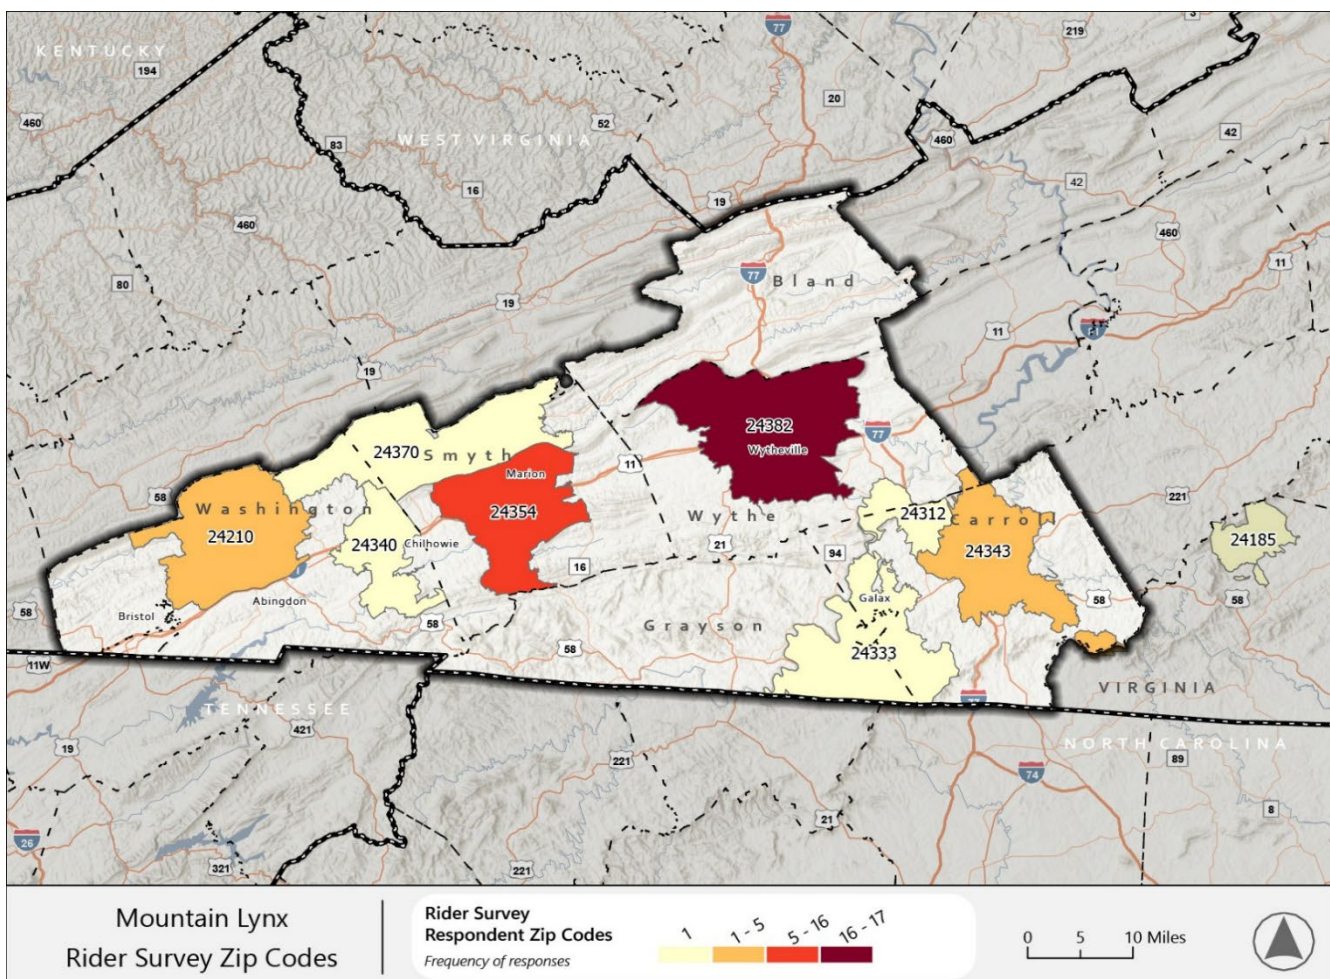 KENTUCKY
194
460
83
52
WEST VIRGINIA
16
460
80
19
19
77
219
3
20
42
460
42
19
460
11
77
Bland
11
81
19
24382
77
Wytheville
24370
Smyth
Marion
11
58
Washington
24354
24312
Carroll
221
24210
24340
Chilhowie
Wythe
21
94
24343
24185
16
58
Bristol
Abingdon
58
58
Grayson
Galax
58
58
24333
11W
77
VIRGINIA
TENNESSEE
421
19
221
NORTH CAROLINA
89
74
8
21
26
321
221
Mountain Lynx
Rider Survey Zip Codes
Rider Survey
Respondent Zip Codes
Frequency of responses
1
1 - 5
5 - 16
16 - 17
0 5 10 Miles